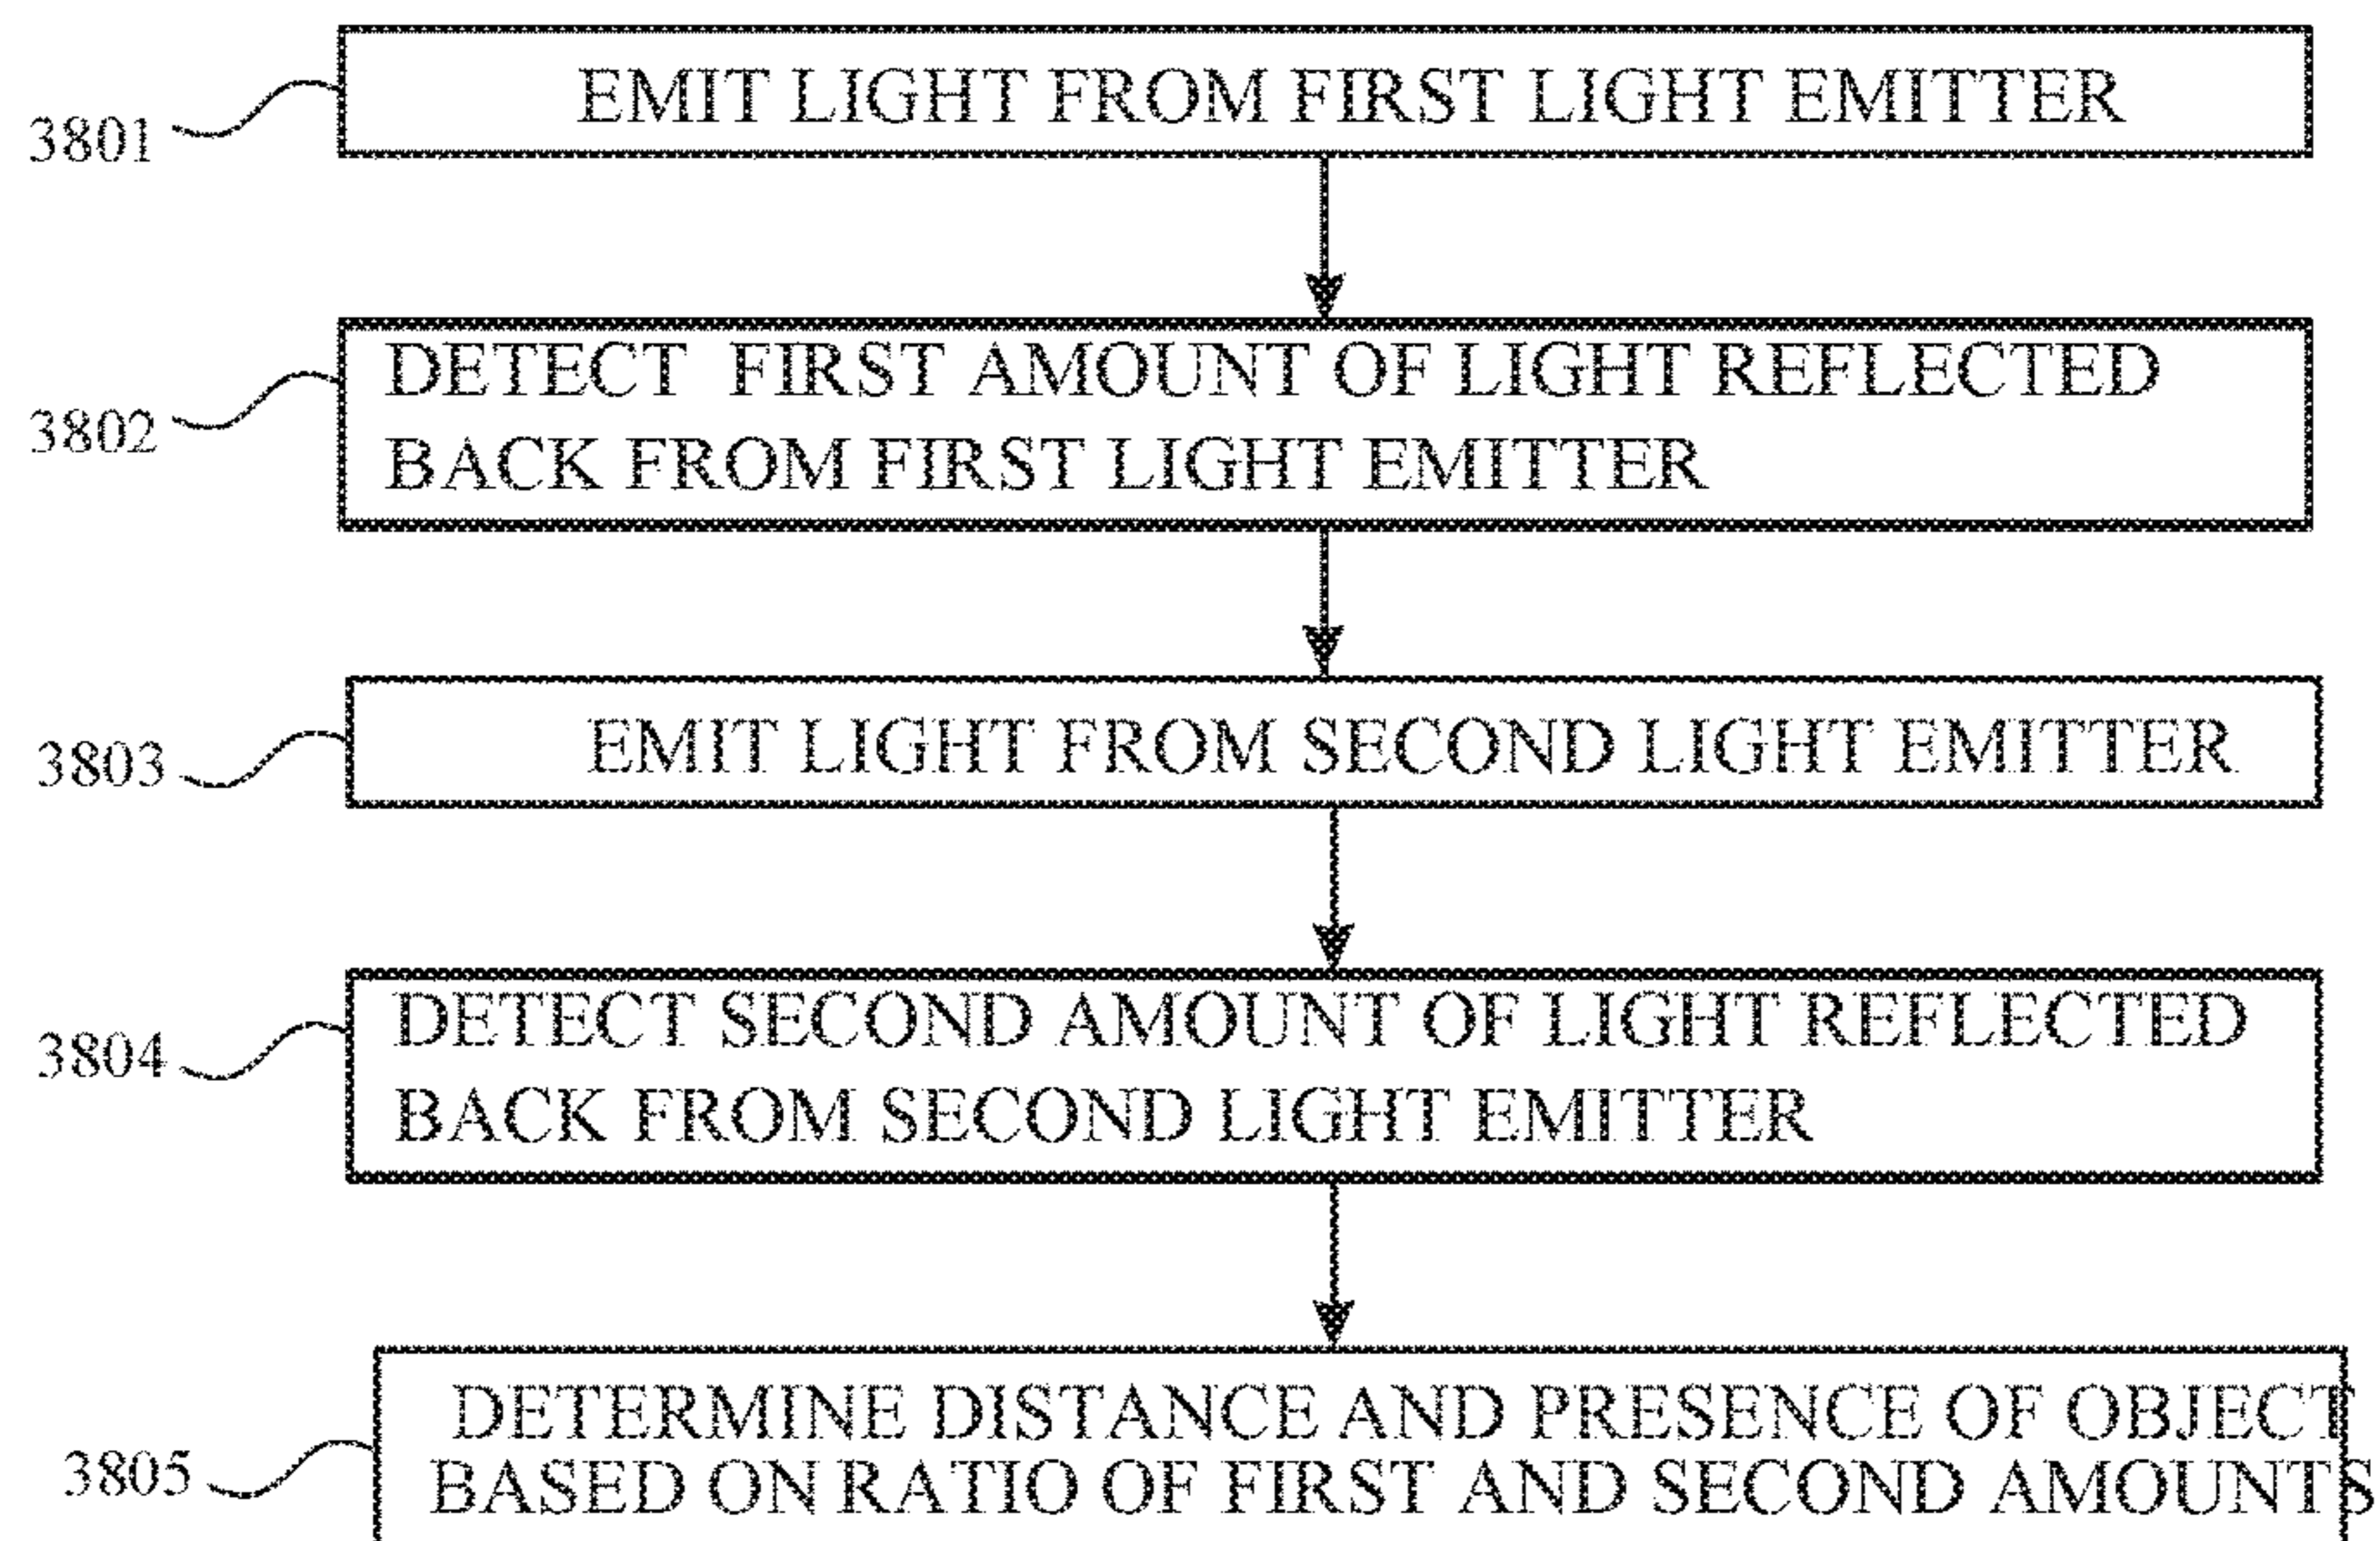 3801
EMIT LIGHT FROM FIRST LIGHT EMITTER
3802
DETECT FIRST AMOUNT OF LIGHT REFLECTED
BACK FROM FIRST LIGHT EMITTER
3803
EMIT LIGHT FROM SECOND LIGHT EMITTER
3804
DETECT SECOND AMOUNT OF LIGHT REFLECTED
BACK FROM SECOND LIGHT EMITTER
3805
DETERMINE DISTANCE AND PRESENCE OF OBJECT
BASED ON RATIO OF FIRST AND SECOND AMOUNTS